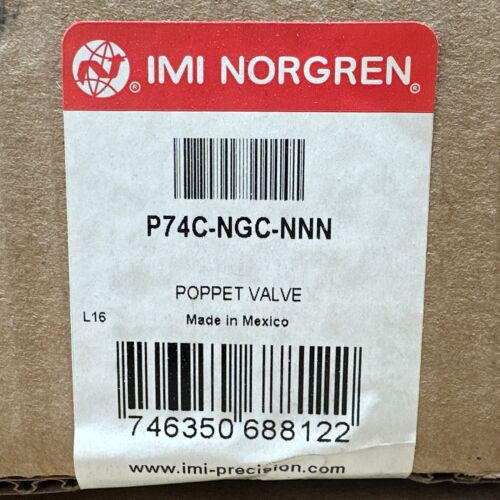 ® IMI NORGREN®
P74C-NGC-NNN
POPPET VALVE
L16
Made in Mexico
746350 688122
www.imi-precision.com